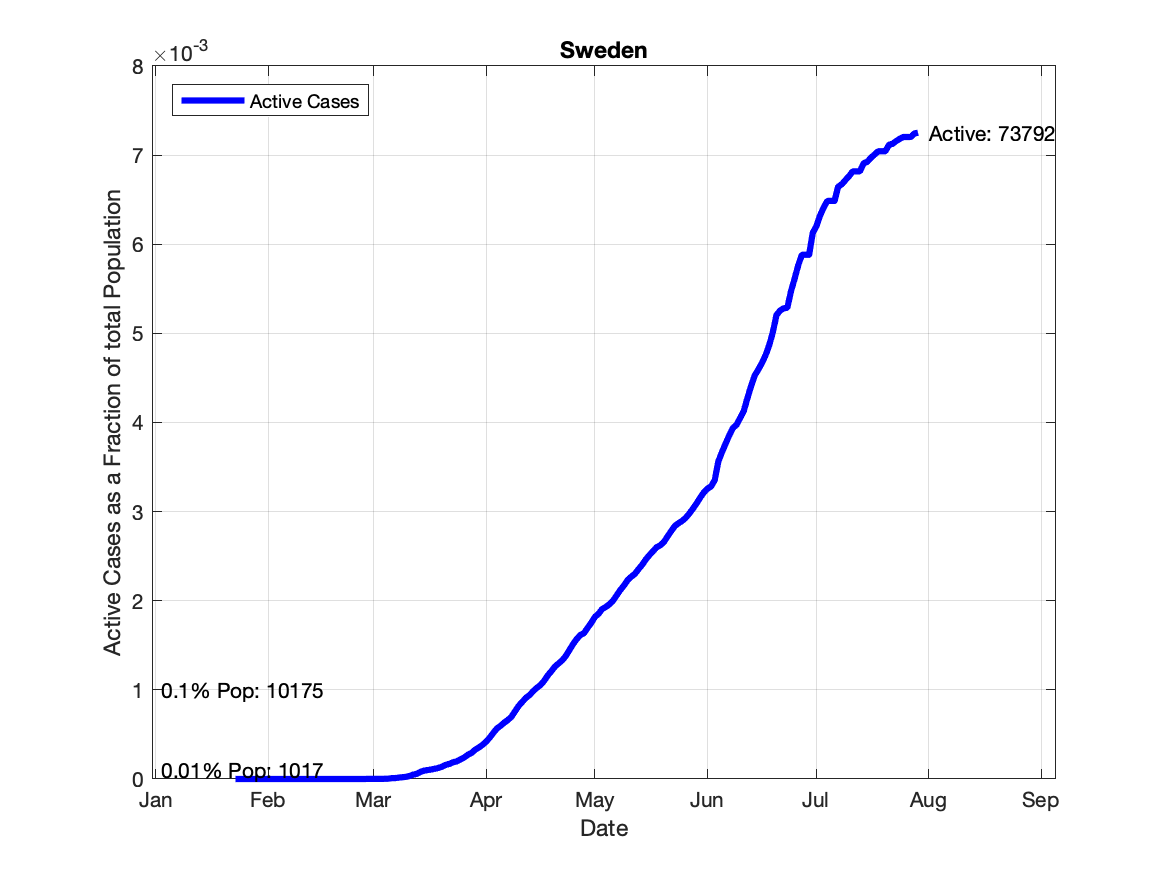 Sweden
×10-3
8
7
6
5
4
3
2
1
0
Active Cases as a Fraction of total Population
Active Cases
Active: 73792
0.1% Pop: 10175
0.01% Pop: 1017
Jan Feb Mar Apr May Jun Jul Aug Sep
Date